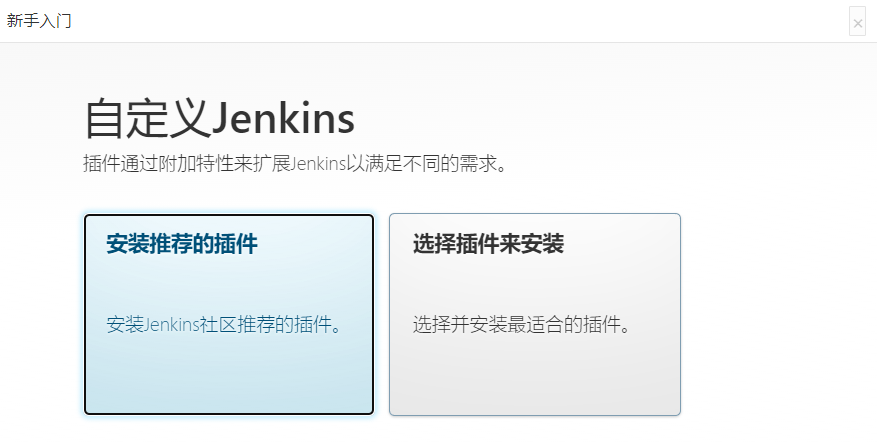 新手入门
×
自定义Jenkins
插件通过附加特性来扩展Jenkins以满足不同的需求。
安装推荐的插件
安装Jenkins社区推荐的插件。
选择插件来安装
选择并安装最适合的插件。